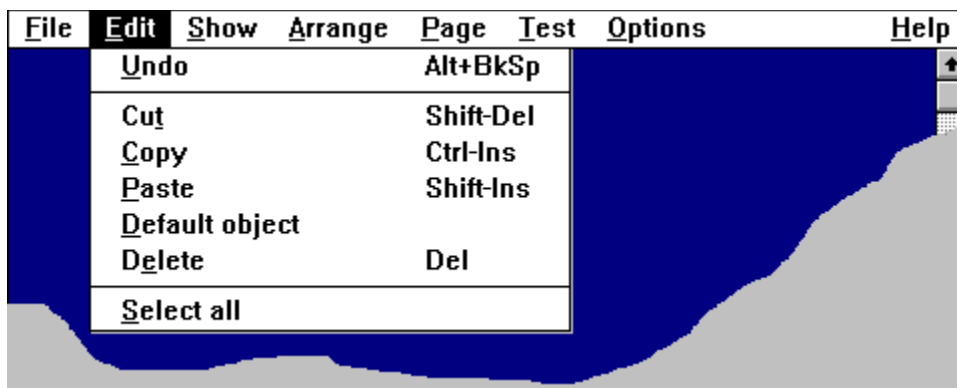 File Edit Show Arrange Page Test Options Help
Undo Alt+BkSp
Cut Shift-Del
Copy Ctrl-Ins
Paste Shift-Ins
Default object
Delete Del
Select all